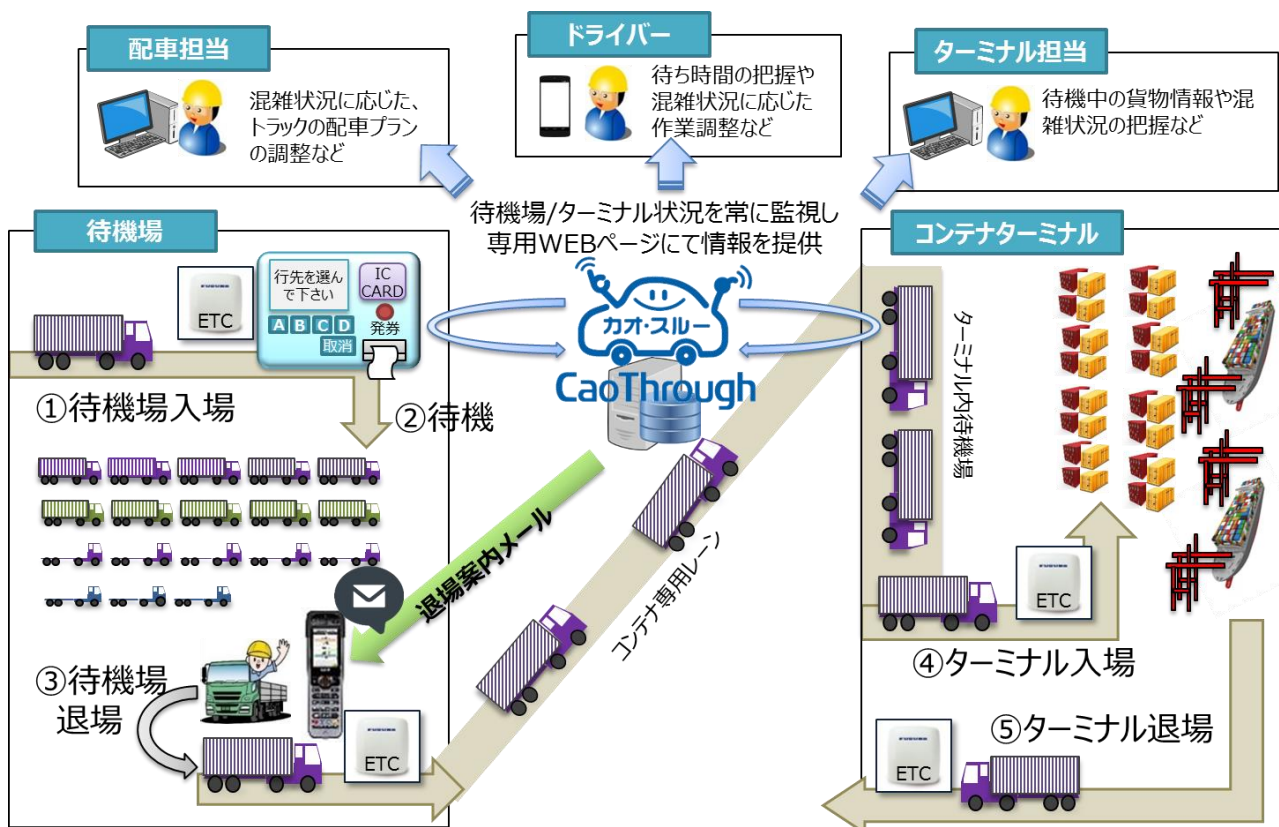 配車担当
混雑状況に応じた、
トラックの配車プラン
の調整など
ドライバー
待ち時間の把握や
混雑状況に応じた
作業調整など
ターミナル担当
待機中の貨物情報や混
雑状況の把握など
待機場/ターミナル状況を常に監視し
専用WEBページにて情報を提供
カオ・スルー
CaoThrough
待機場
FURUNO
ETC
行先を選ん
で下さい
IC
CARD
A B C D
発券
取消
①待機場入場
②待機
退場案内メール
③待機場
退場
FURUNO
ETC
コンテナ専用レーン
コンテナターミナル
ターミナル内待機場
FURUNO
ETC
④ターミナル入場
⑤ターミナル退場
FURUNO
ETC